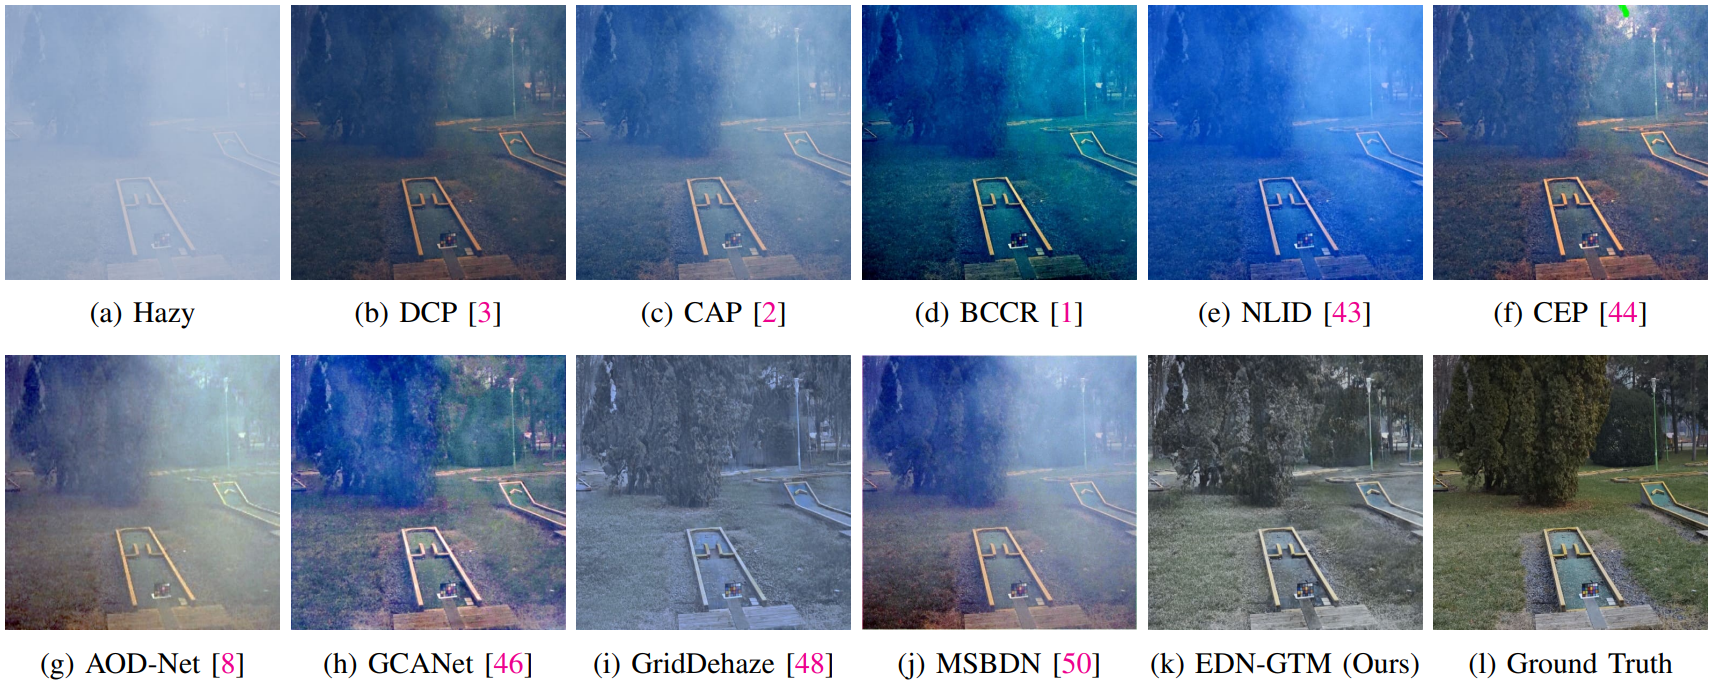 (a) Hazy
(b) DCP [3]
(c) CAP [2]
(d) BCCR [1]
(e) NLID [43]
(f) CEP [44]
(g) AOD-Net [8]
(h) GCANet [46]
(i) GridDehaze [48]
(j) MSBDN [50]
(k) EDN-GTM (Ours)
(l) Ground Truth